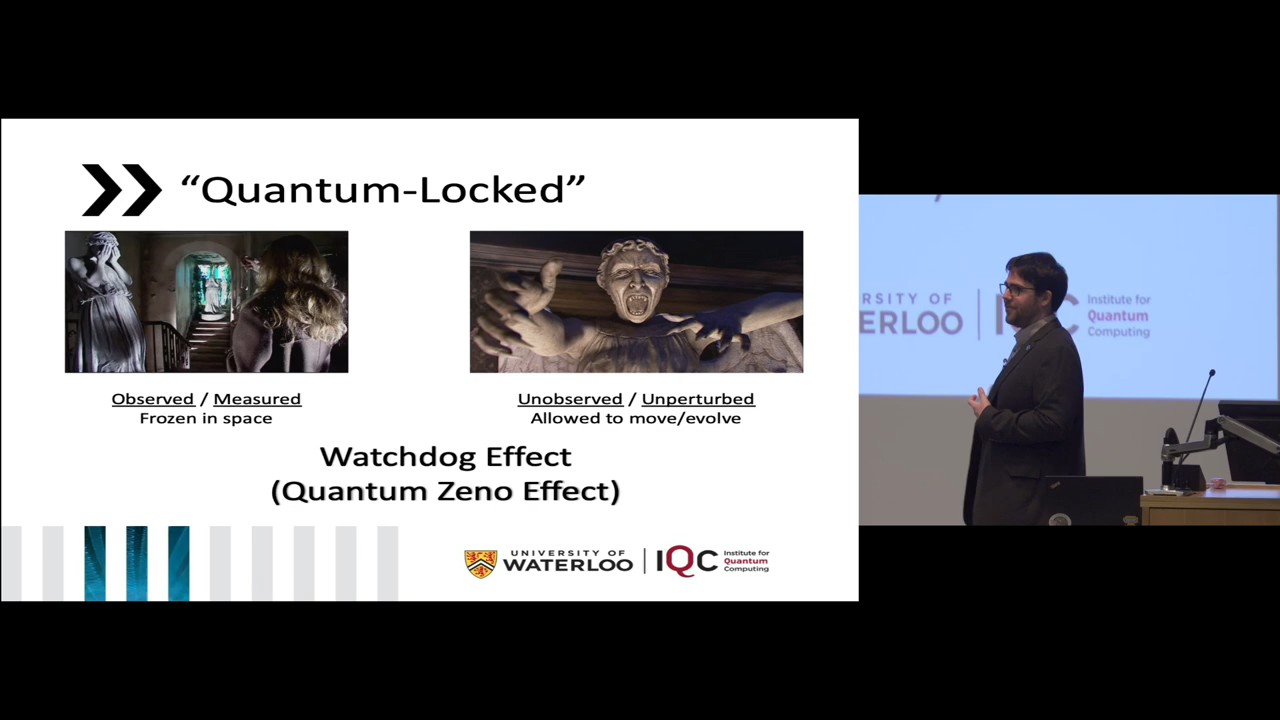 “Quantum-Locked”
Observed / Measured
Frozen in space
Unobserved / Unperturbed
Allowed to move/evolve
Watchdog Effect
(Quantum Zeno Effect)
UNIVERSITY OF
WATERLOO
IQC
Institute for
Quantum
Computing
RSITY OF
ERLOO
Institute for
Quantum
Computing